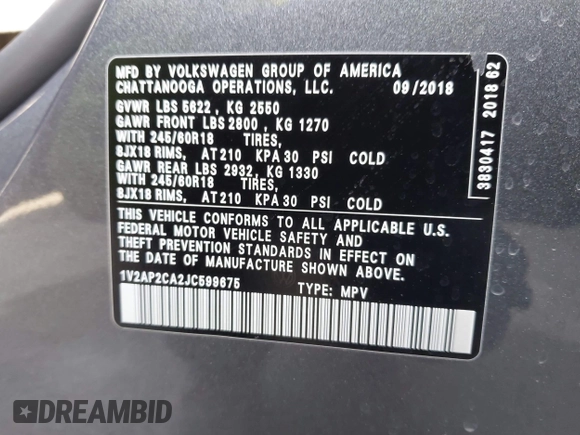 MFD BY VOLKSWAGEN GROUP OF AMERICA
CHATTANOOGA OPERATIONS, LLC. 09/2018
GVWR LBS 5622 , KG 2550
GAWR FRONT LBS 2800 , KG 1270
WITH 245/60R18 TIRES,
8JX18 RIMS, AT 210 KPA 30 PSI COLD
GAWR REAR LBS 2932, KG 1330
WITH 245/60R18 TIRES,
8JX18 RIMS, AT 210 KPA 30 PSI COLD
THIS VEHICLE CONFORMS TO ALL APPLICABLE U.S.
FEDERAL MOTOR VEHICLE SAFETY AND
THEFT PREVENTION STANDARDS IN EFFECT ON
THE DATE OF MANUFACTURE SHOWN ABOVE.
1V2AP2CA2JC599675 TYPE: MPV
3830417 2018 62
DREAMBID